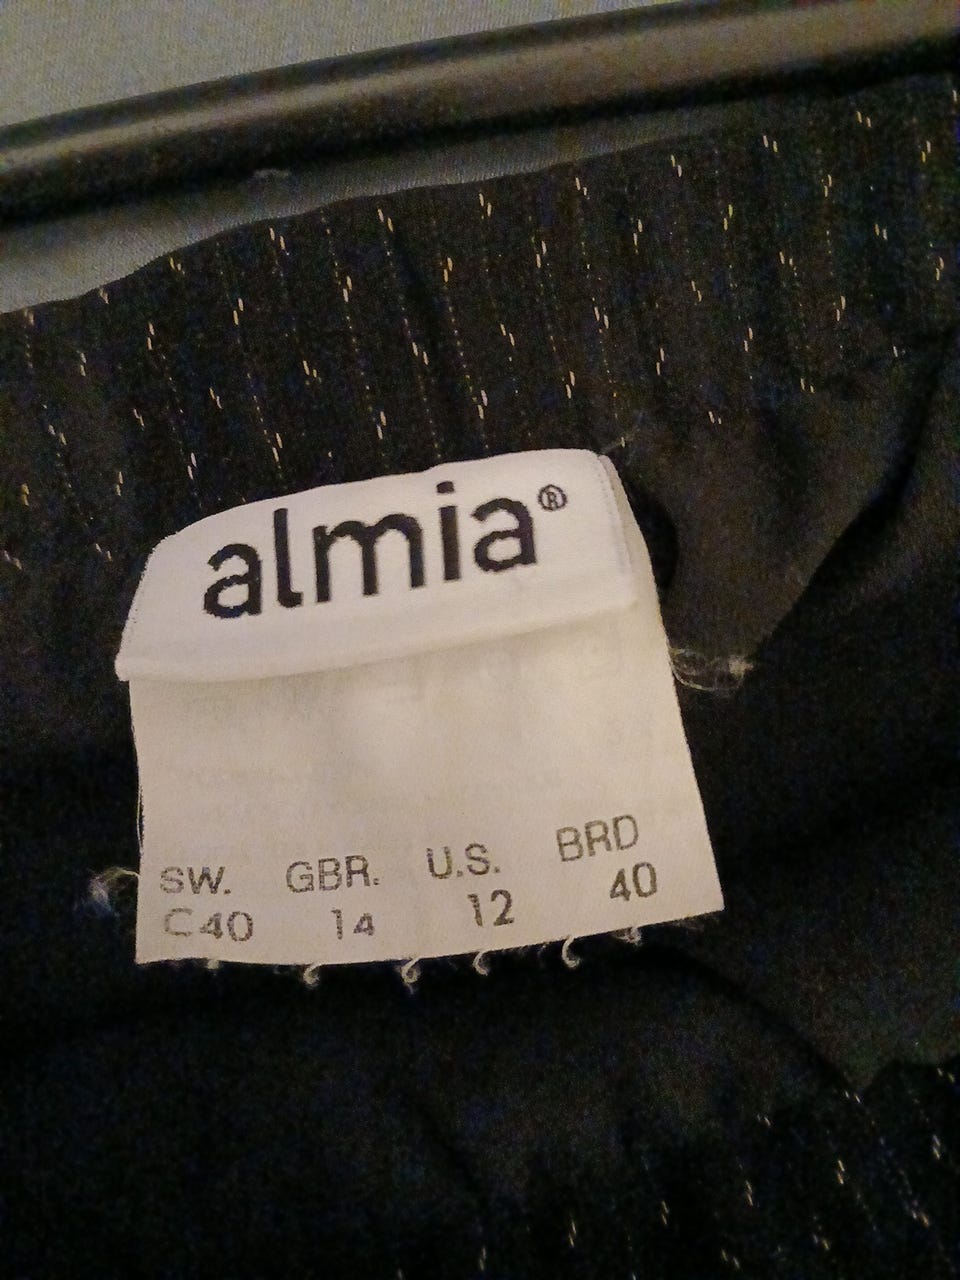 almia®
SW. GBR. U.S. BRD
C40 14 12 40